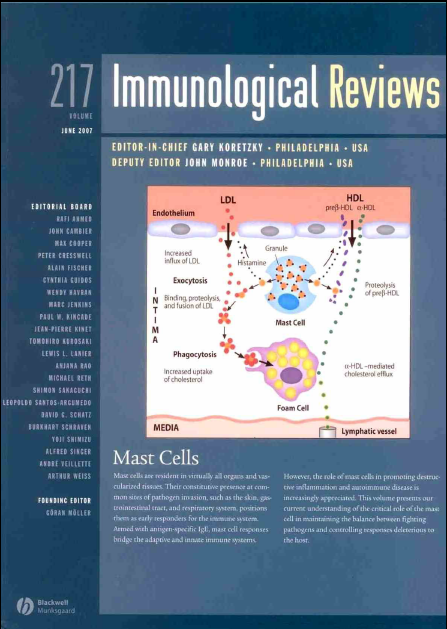 217
VOLUME
JUNE 2007
Immunological Reviews
EDITOR-IN-CHIEF GARY KORETZKY • PHILADELPHIA • USA
DEPUTY EDITOR JOHN MONROE • PHILADELPHIA • USA
EDITORIAL BOARD
RAFI AHMED
JOHN CAMBIER
MAX COOPER
PETER CRESSWELL
ALAIN FISCHER
CYNTHIA GUIDOS
WENDY HAVRAN
MARC JENKINS
PAUL W. KINCADE
JEAN-PIERRE KINET
TOMOHIRO KUROSAKI
LEWIS L. LANIER
ANJANA RAO
MICHAEL RETH
SHIMON SAKAGUCHI
LEOPOLDO SANTOS-ARGUMEDO
DAVID G. SCHATZ
BURKHART SCHRAVEN
YOJI SHIMIZU
ALFRED SINGER
ANDRÉ VEILLETTE
ARTHUR WEISS
FOUNDING EDITOR
GÖRAN MÖLLER
LDL
HDL
preβ-HDL α-HDL
Endothelium
Increased
influx of LDL
Granule
Histamine
Exocytosis
Proteolysis
of preβ-HDL
INTIMA
Binding, proteolysis,
and fusion of LDL
Mast Cell
Phagocytosis
Increased uptake
of cholesterol
α-HDL –mediated
cholesterol efflux
Foam Cell
MEDIA
Lymphatic vessel
Mast Cells
Mast cells are resident in virtually all organs and vas-
cularized tissues. Their constitutive presence at com-
mon sites of pathogen invasion, such as the skin, gas-
trointestinal tract, and respiratory system, positions
them as early responders for the immune system.
Armed with antigen-specific IgE, mast cell responses
bridge the adaptive and innate immune systems.
However, the role of mast cells in promoting destruc-
tive inflammation and autoimmune disease is
increasingly appreciated. This volume presents our
current understanding of the critical role of the mast
cell in maintaining the balance between fighting
pathogens and controlling responses deleterious to
the host.
Blackwell
Munksgaard